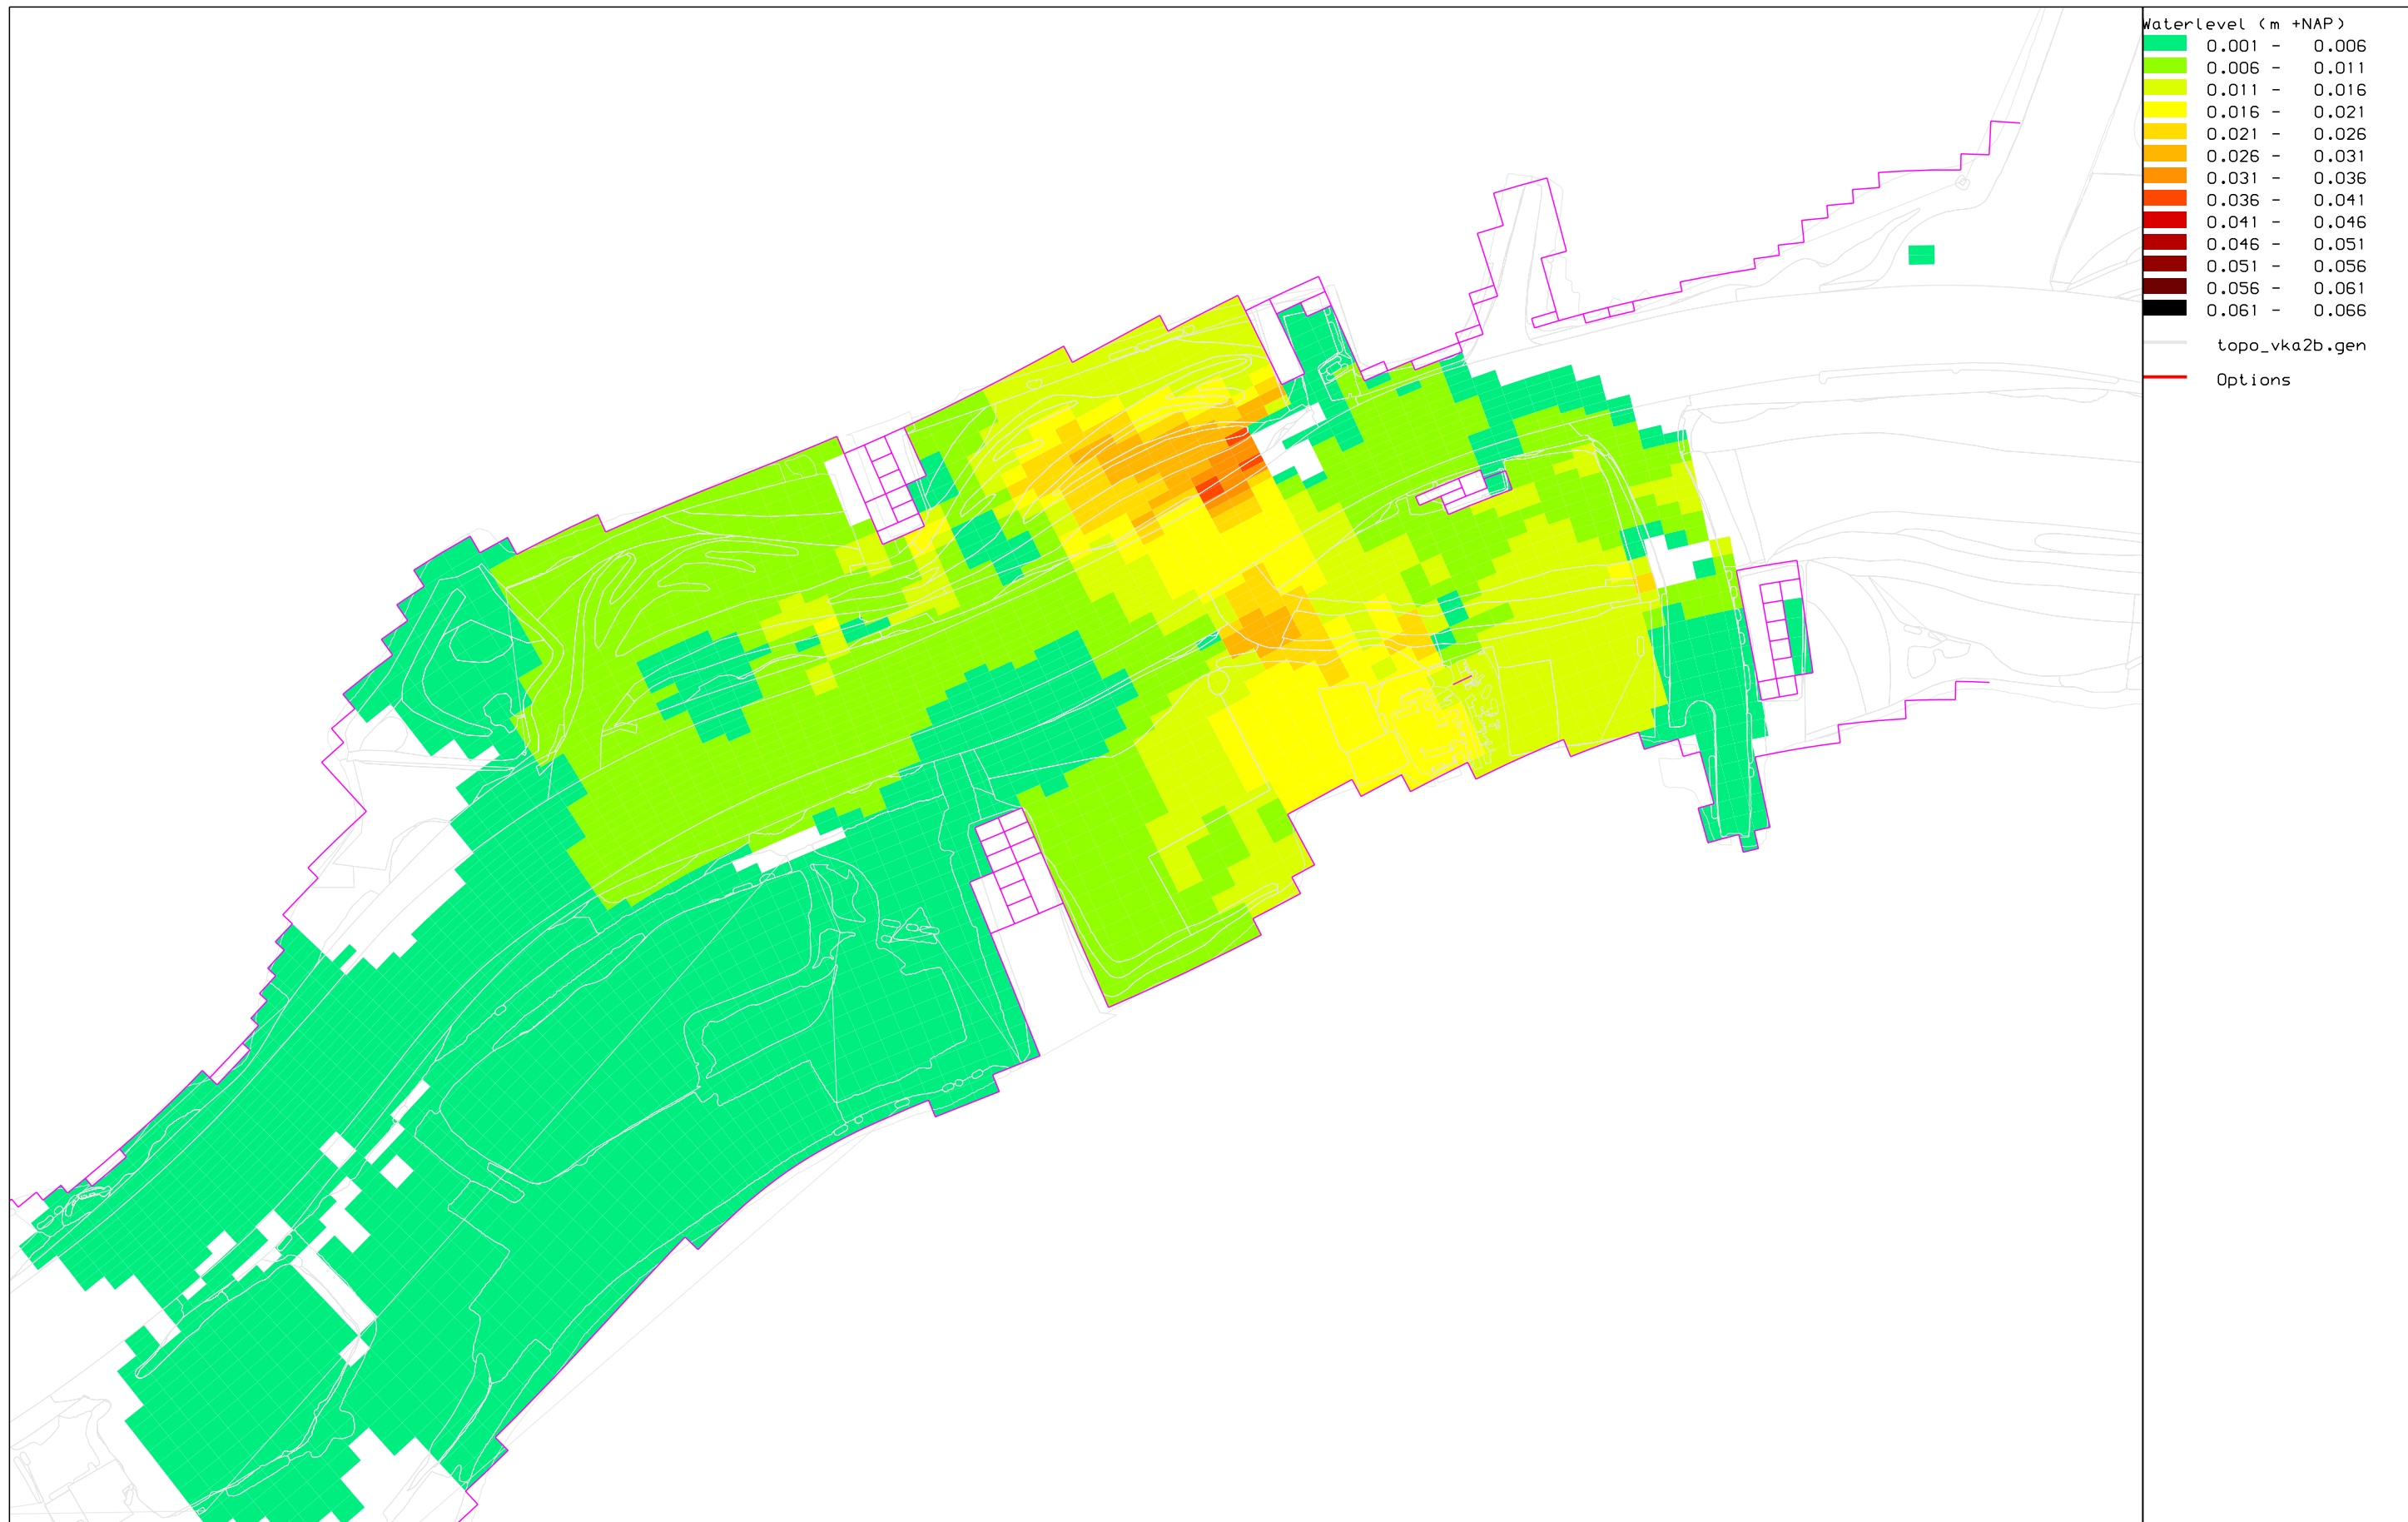 Waterlevel (m +NAP)
0.001 - 0.006
0.006 - 0.011
0.011 - 0.016
0.016 - 0.021
0.021 - 0.026
0.026 - 0.031
0.031 - 0.036
0.036 - 0.041
0.041 - 0.046
0.046 - 0.051
0.051 - 0.056
0.056 - 0.061
0.061 - 0.066
topo_vka2b.gen
Options